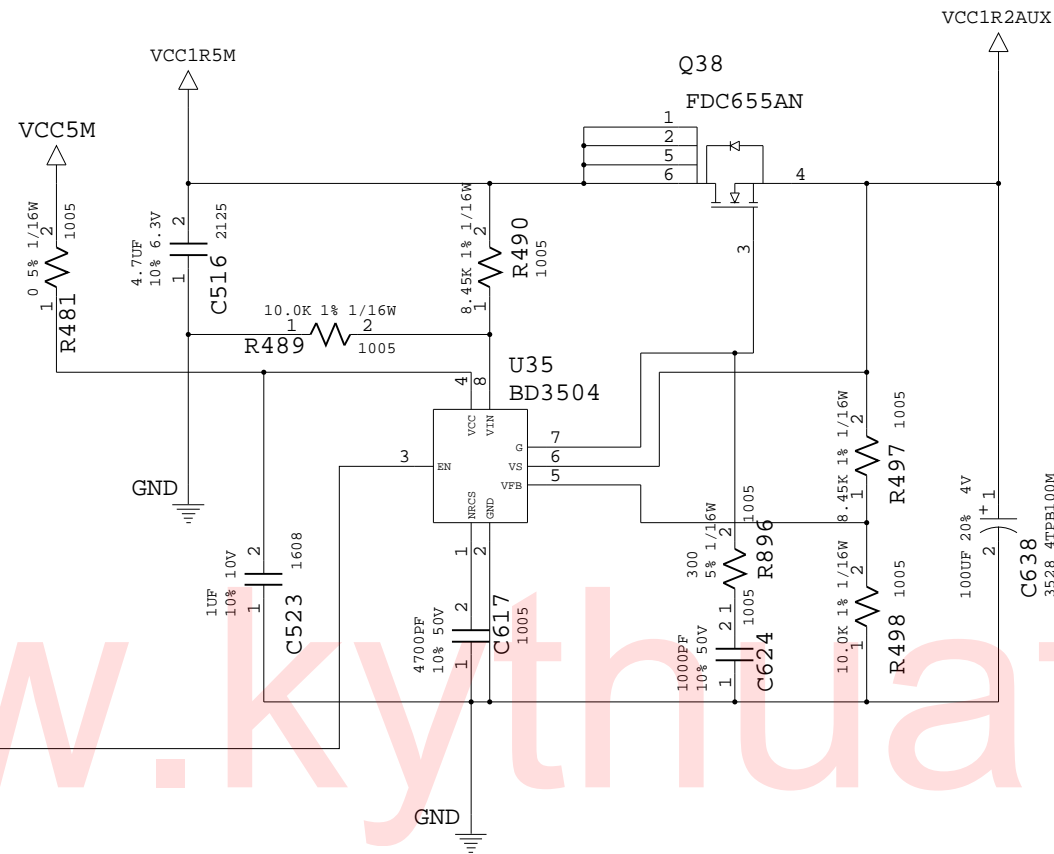 VCC1R2AUX
VCC1R5M
VCC5M
Q38
FDC655AN
1
2
5
6
4
3
0 5% 1/16W
2
1005
1
R481
4.7UF
10% 6.3V
2
2125
1
C516
8.45K 1% 1/16W
2
1
R490
1005
10.0K 1% 1/16W
1
2
R489
1005
U35
BD3504
4
8
VCC
VIN
G
7
VS
6
VFB
5
3
EN
NRCS
GND
1
2
GND
1UF
10% 10V
2
1608
1
C523
4700PF
10% 50V
2
1
C617
1005
300
5% 1/16W
2
1005
1
R896
1000PF
10% 50V
2
1005
1
C624
8.45K 1% 1/16W
2
1005
1
R497
10.0K 1% 1/16W
2
1005
1
R498
100UF 20% 4V
+
1
2
C638
3528 4TPB100M
GND
w.kythuat